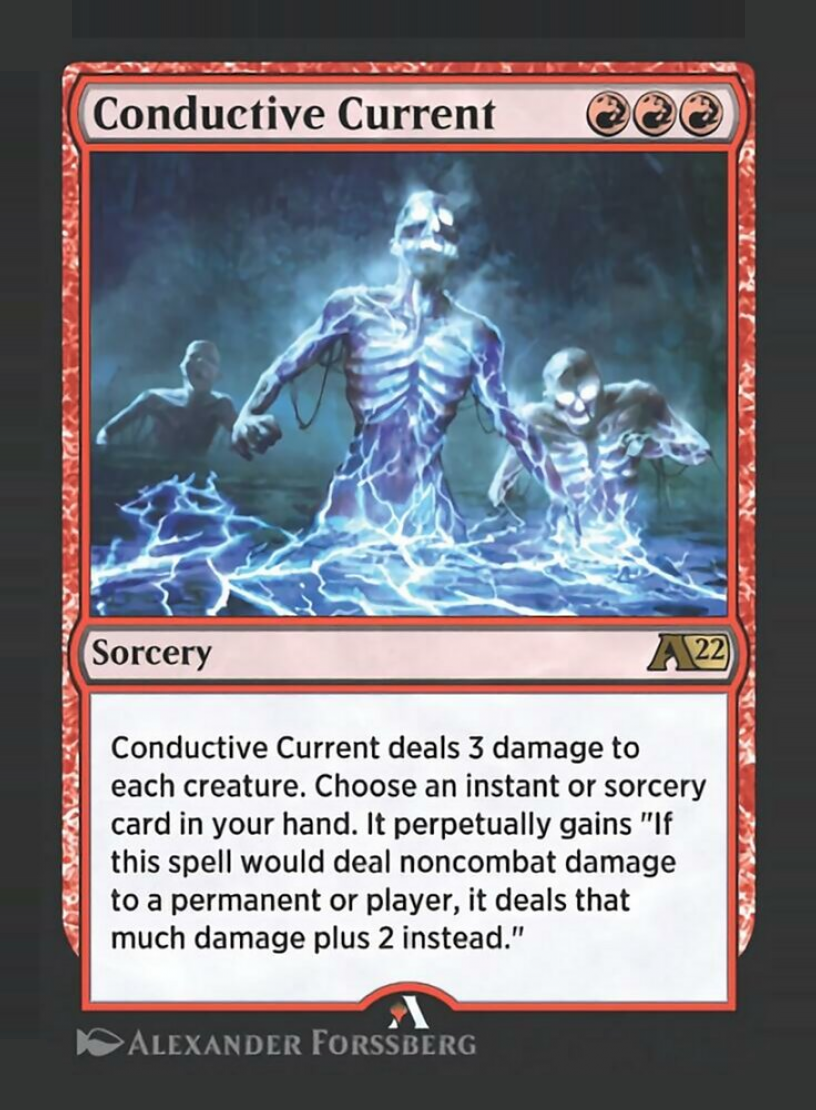 Conductive Current
Sorcery
A22
Conductive Current deals 3 damage to
each creature. Choose an instant or sorcery
card in your hand. It perpetually gains "If
this spell would deal noncombat damage
to a permanent or player, it deals that
much damage plus 2 instead."
Alexander Forssberg